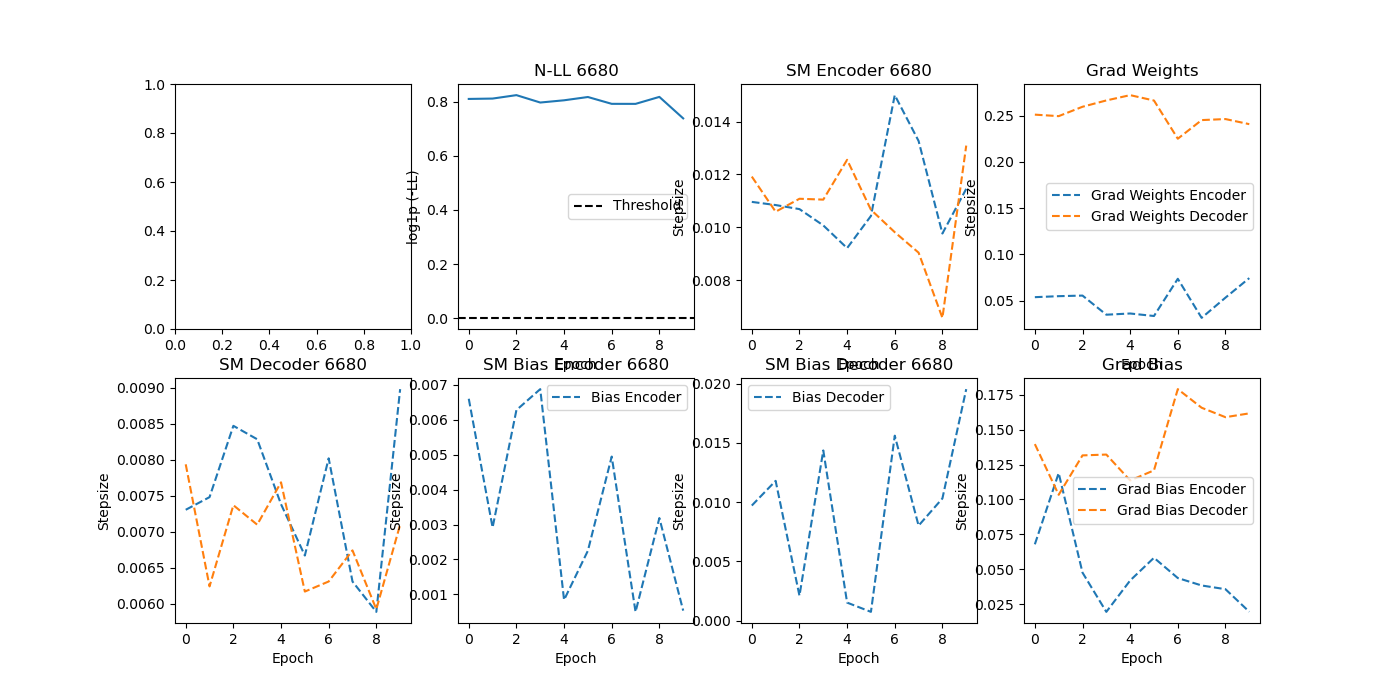 N-LL 6680
SM Encoder 6680
Grad Weights
1.0
0.8
0.6
0.4
0.2
0.0
0.0 0.2 0.4 0.6 0.8 1.0
log1p (-LL)
0.8
0.6
0.4
0.2
0.0
Threshold
0 2 4 6 8
Epoch
Stepsize
0.014
0.012
0.010
0.008
0 2 4 6 8
Epoch
Stepsize
0.25
0.20
0.15
0.10
0.05
Grad Weights Encoder
Grad Weights Decoder
0 2 4 6 8
Epoch
SM Decoder 6680
SM Bias Encoder 6680
SM Bias Decoder 6680
Grad Bias
Stepsize
0.0090
0.0085
0.0080
0.0075
0.0070
0.0065
0.0060
0 2 4 6 8
Epoch
Stepsize
0.007
0.006
0.005
0.004
0.003
0.002
0.001
Bias Encoder
0 2 4 6 8
Epoch
Stepsize
0.020
0.015
0.010
0.005
0.000
Bias Decoder
0 2 4 6 8
Epoch
Stepsize
0.175
0.150
0.125
0.100
0.075
0.050
0.025
Grad Bias Encoder
Grad Bias Decoder
0 2 4 6 8
Epoch